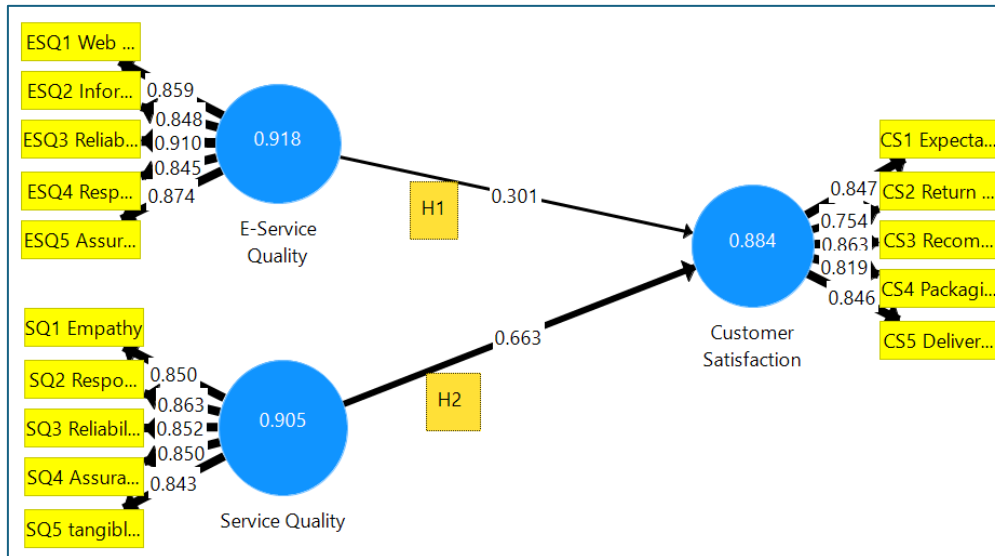 ESQ1 Web ...
ESQ2 Infor...
ESQ3 Reliab...
ESQ4 Resp...
ESQ5 Assur...
0.859
0.848
0.910
0.845
0.874
0.918
E-Service
Quality
H1
0.301
SQ1 Empathy
SQ2 Respo...
SQ3 Reliabil...
SQ4 Assura...
SQ5 tangibl...
0.850
0.863
0.852
0.850
0.843
0.905
Service Quality
H2
0.663
0.884
Customer
Satisfaction
0.847
0.754
0.863
0.819
0.846
CS1 Expecta...
CS2 Return ...
CS3 Recom...
CS4 Packagi...
CS5 Deliver...